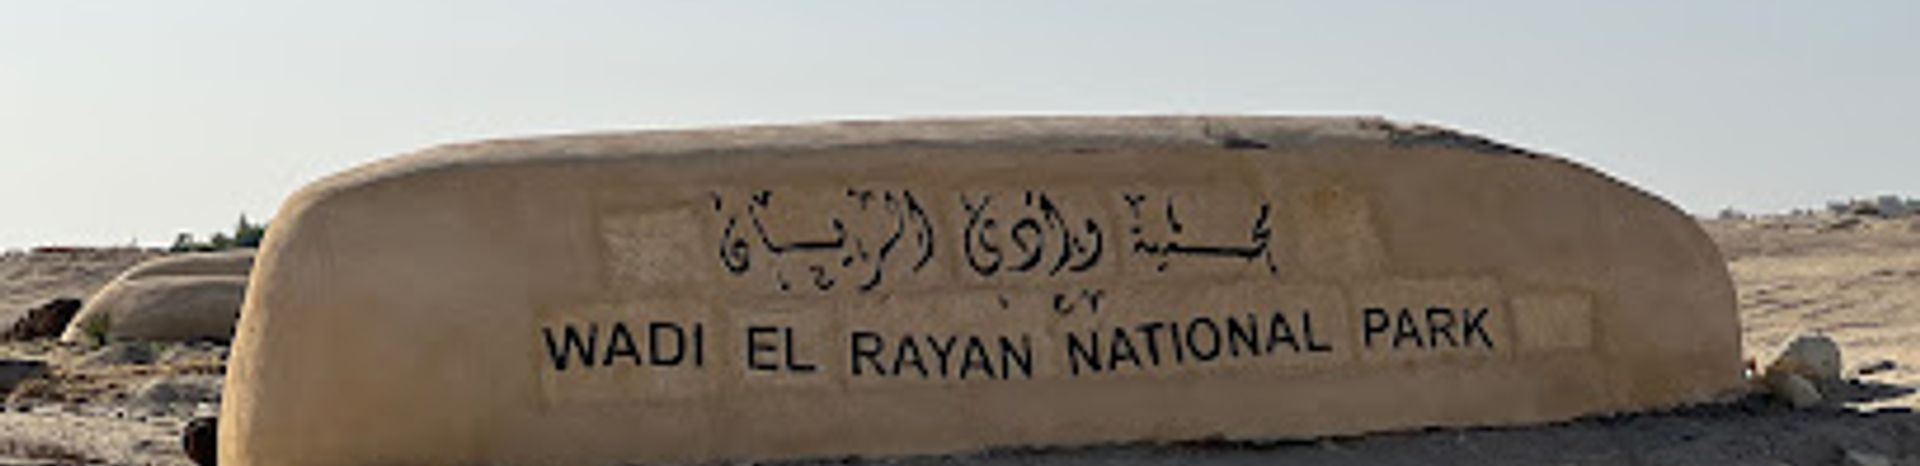 محمية وادي الريان
WADI EL RAYAN NATIONAL PARK